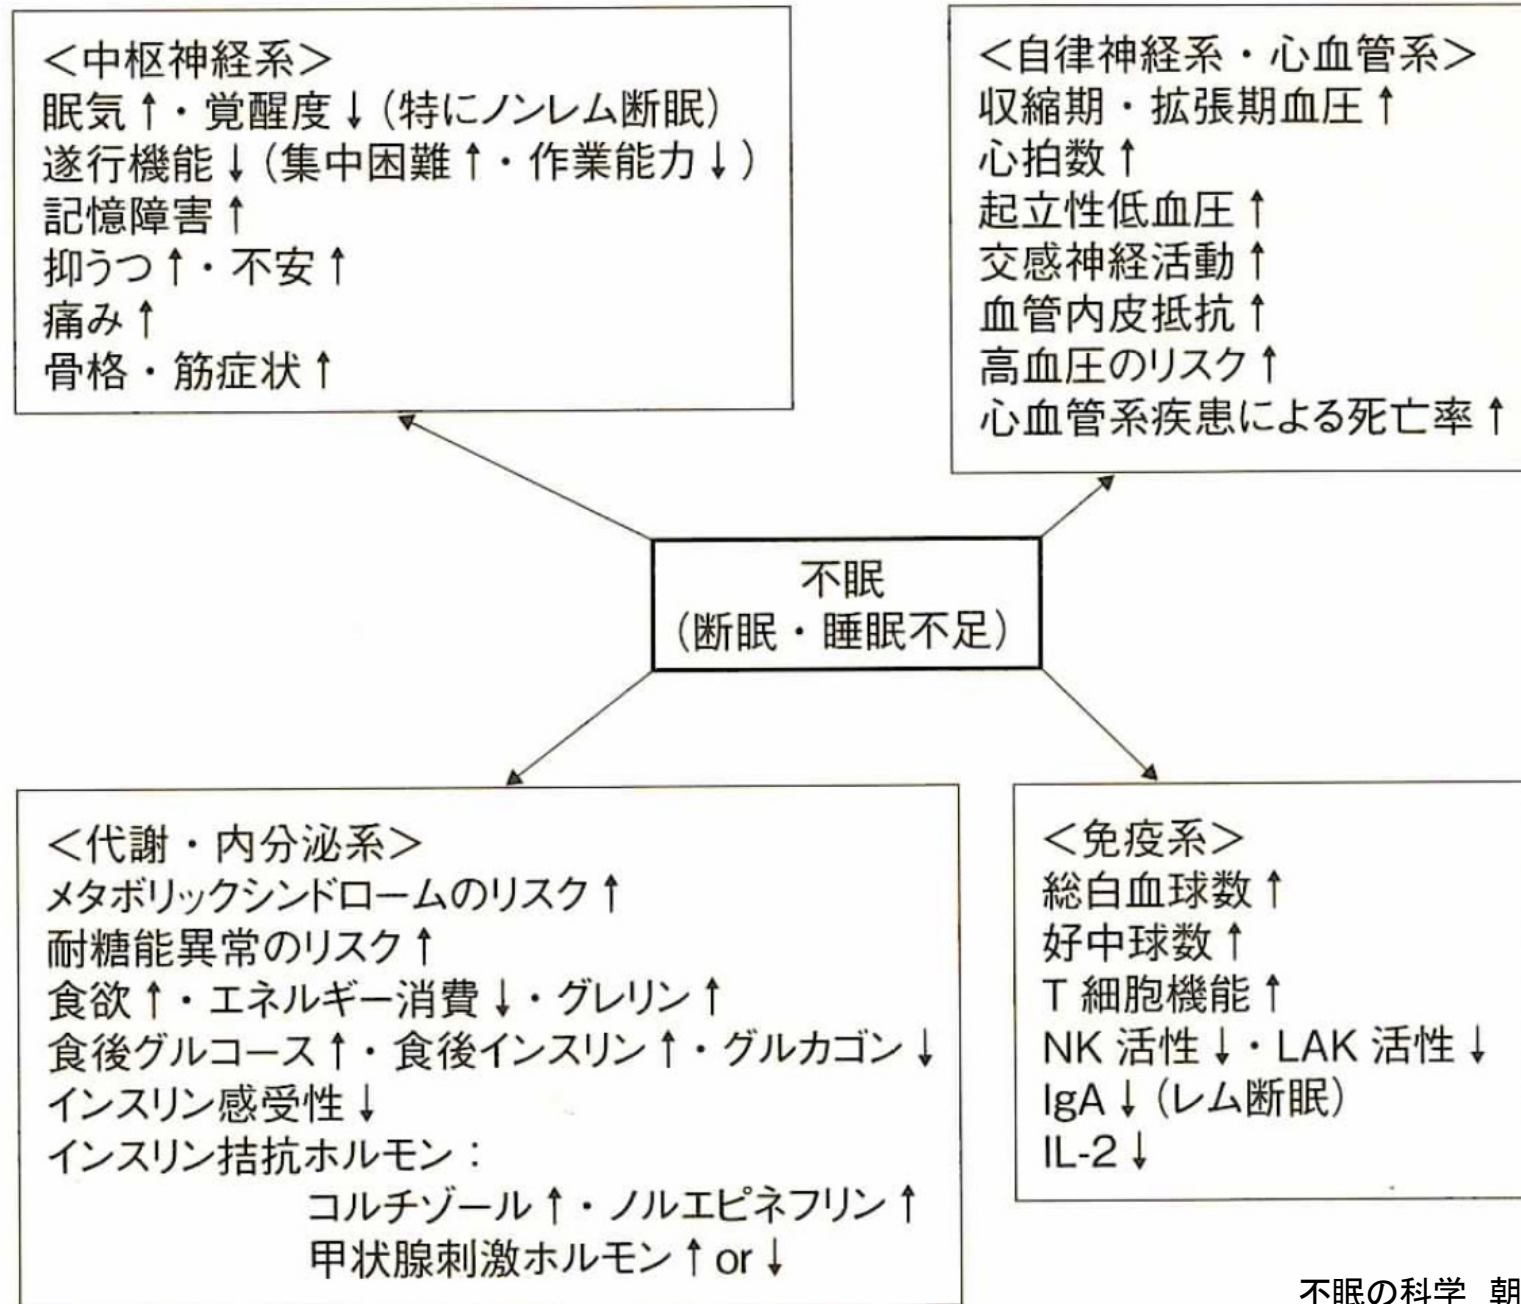 ＜中枢神経系＞
眠気↑・覚醒度↓(特にノンレム断眠)
遂行機能↓(集中困難↑・作業能力↓)
記憶障害↑
抑うつ↑・不安↑
痛み↑
骨格・筋症状↑
＜自律神経系・心血管系＞
収縮期・拡張期血圧↑
心拍数↑
起立性低血圧↑
交感神経活動↑
血管内皮抵抗↑
高血圧のリスク↑
心血管系疾患による死亡率↑
不眠
(断眠・睡眠不足)
＜代謝・内分泌系＞
メタボリックシンドロームのリスク↑
耐糖能異常のリスク↑
食欲↑・エネルギー消費↓・グレリン↑
食後グルコース↑・食後インスリン↑・グルカゴン↓
インスリン感受性↓
インスリン拮抗ホルモン：
コルチゾール↑・ノルエピネフリン↑
甲状腺刺激ホルモン↑or↓
＜免疫系＞
総白血球数↑
好中球数↑
T 細胞機能↑
NK 活性↓・LAK 活性↓
IgA↓(レム断眠)
IL-2↓
不眠の科学 朝